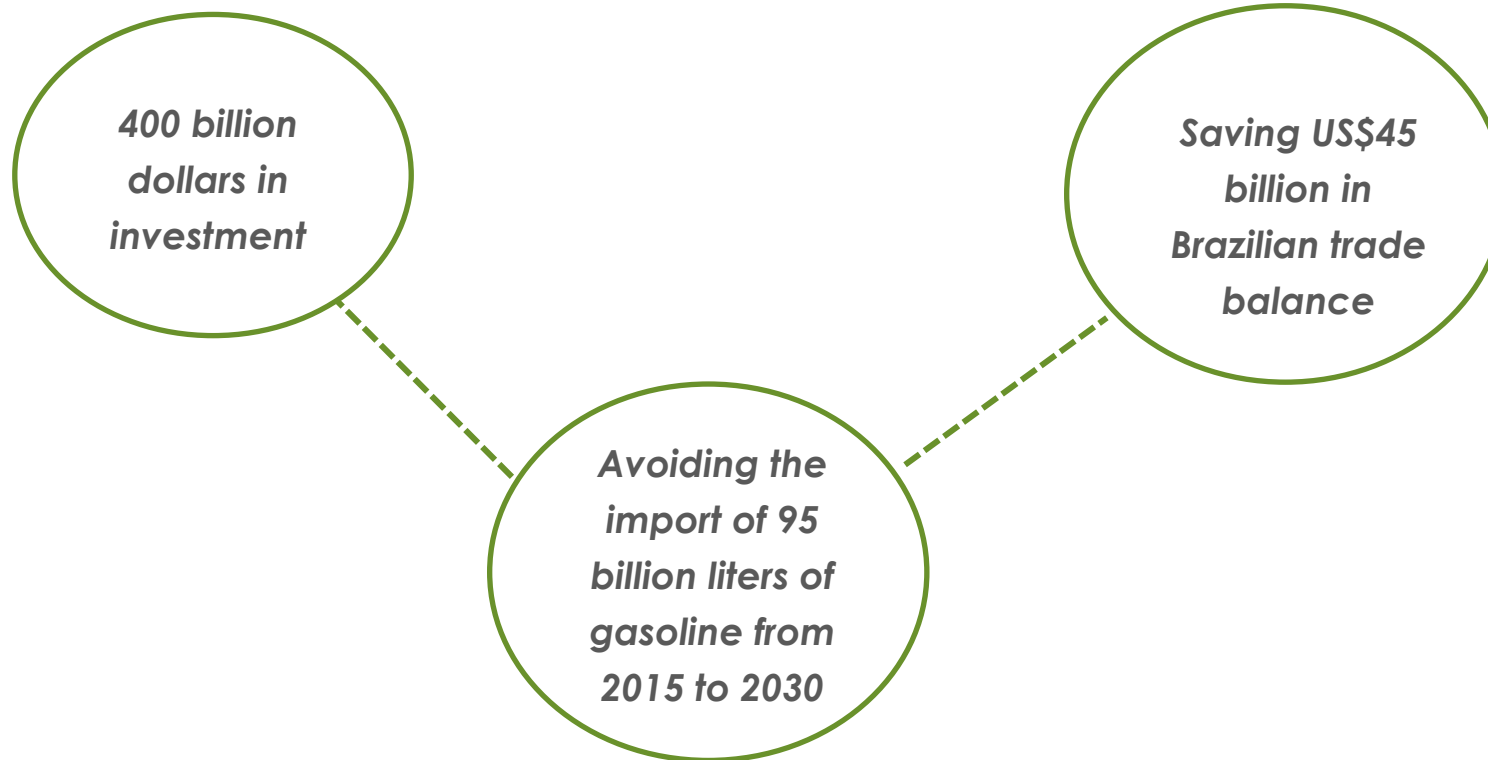 400 billion
dollars in
investment
Saving US$45
billion in
Brazilian trade
balance
Avoiding the
import of 95
billion liters of
gasoline from
2015 to 2030